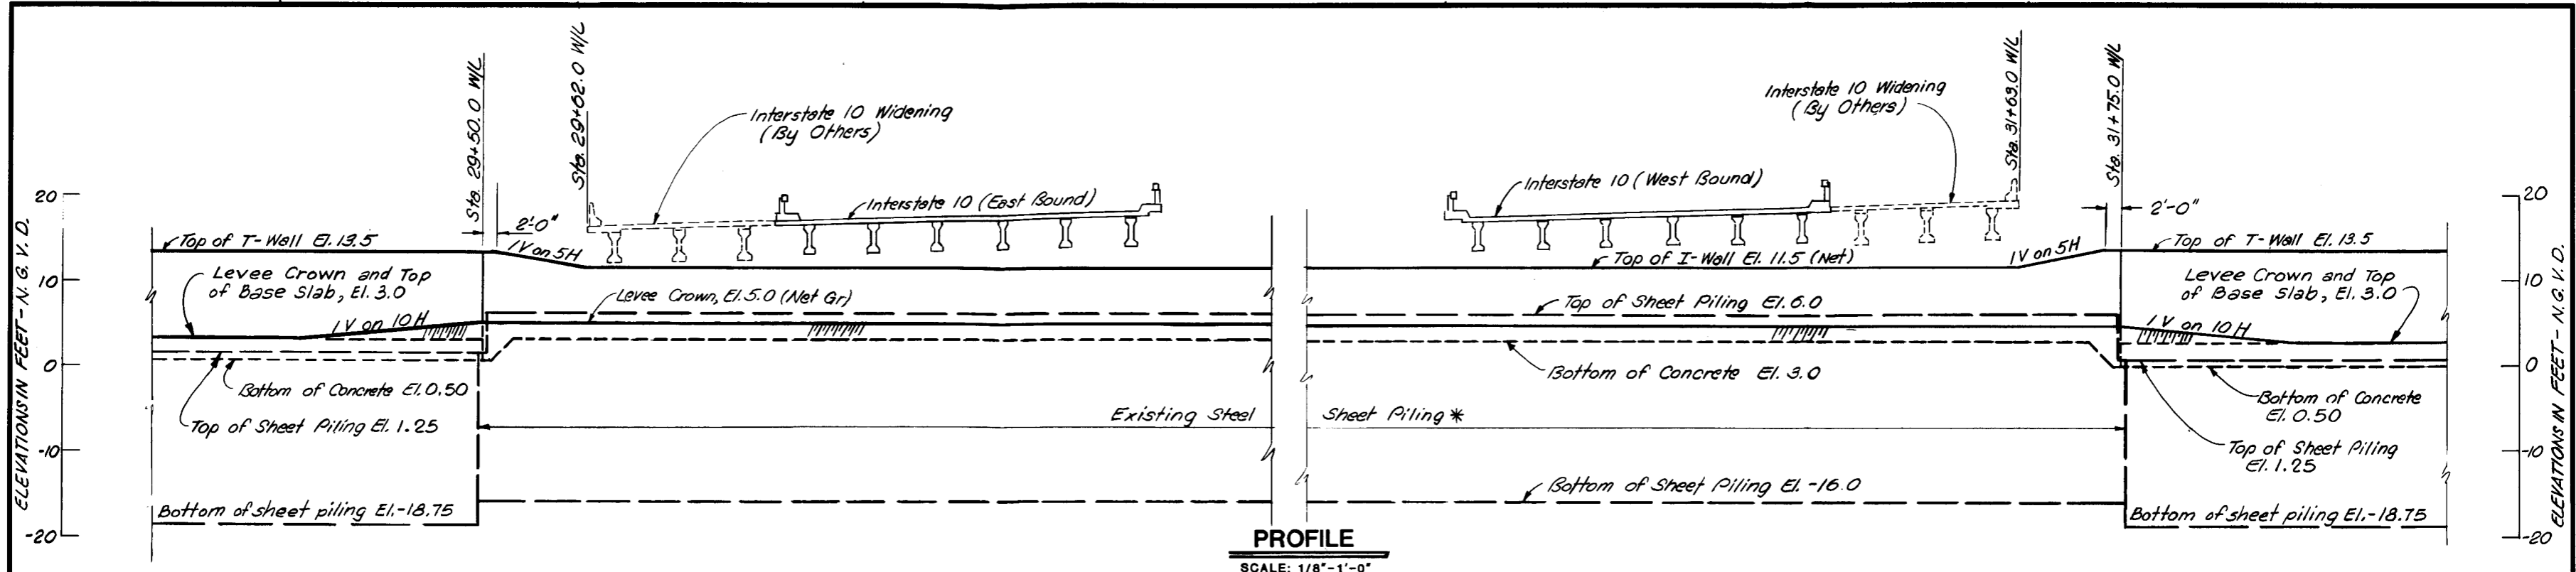 Sta. 29+50.0 W/L
Sta. 29+62.0 W/L
Interstate 10 Widening
(By Others)
Interstate 10 Widening
(By Others)
Sta. 31+63.0 W/L
Sta. 31+75.0 W/L
Interstate 10 (East Bound)
Interstate 10 (West Bound)
2'-0"
2'-0"
20
10
0
-10
-20
ELEVATIONS IN FEET - N.G.V.D.
Top of T-Wall El. 13.5
1V on 5H
Top of I-Wall El. 11.5 (Net)
1V on 5H
Top of T-Wall El. 13.5
Levee Crown and Top
of Base Slab, El. 3.0
1V on 10H
Levee Crown, El. 5.0 (Net Gr)
Top of Sheet Piling El. 6.0
Levee Crown and Top
of Base Slab, El. 3.0
1V on 10H
Bottom of Concrete El. 0.50
Top of Sheet Piling El. 1.25
Bottom of Concrete El. 3.0
Existing Steel Sheet Piling *
Bottom of Concrete
El. 0.50
Top of Sheet Piling
El. 1.25
Bottom of Sheet Piling El. -16.0
Bottom of sheet piling El. -18.75
Bottom of sheet piling El. -18.75
20
10
0
-10
-20
ELEVATIONS IN FEET - N.G.V.D.
PROFILE
SCALE: 1/8"-1'-0"